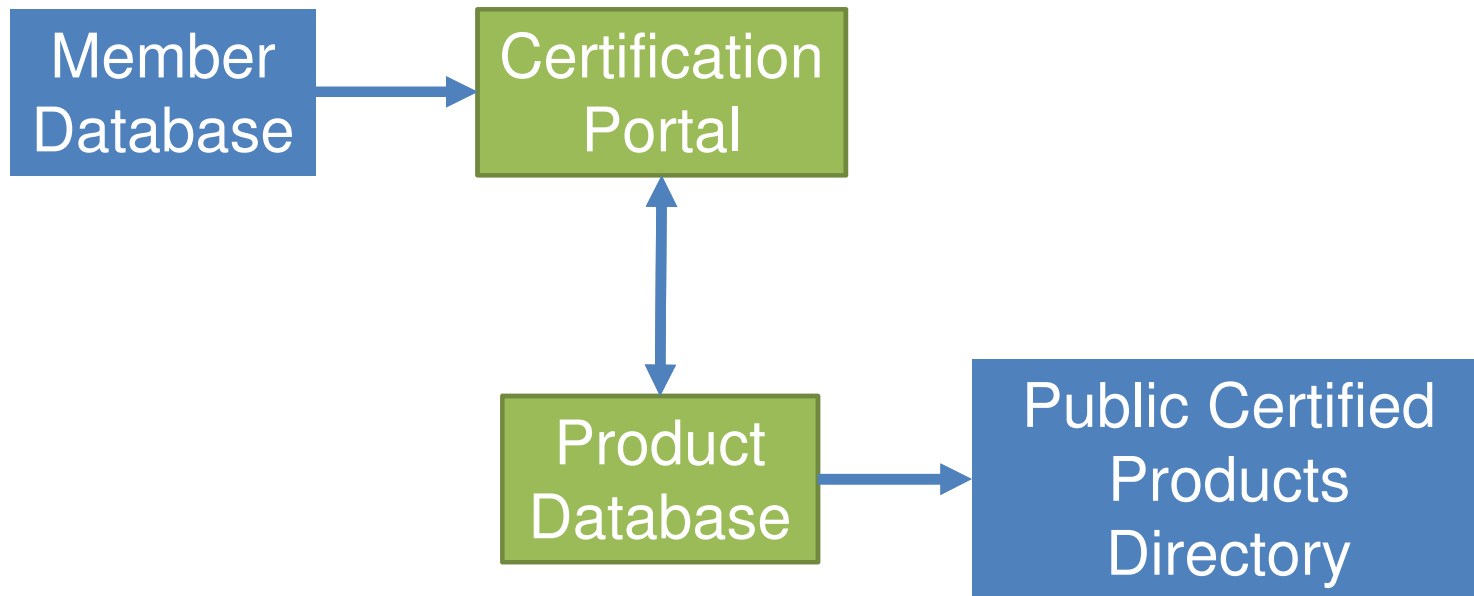 Member
Database
Certification
Portal
Product
Database
Public Certified
Products
Directory